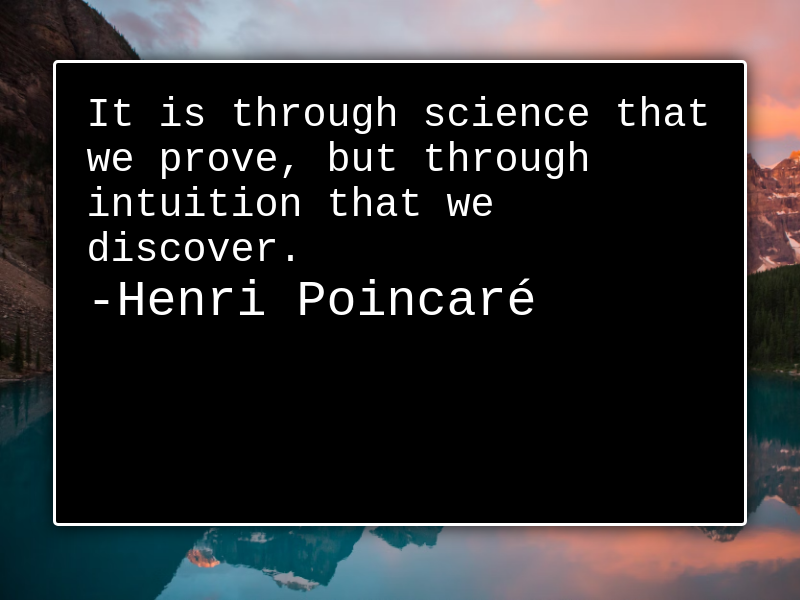 It is through science that
we prove, but through
intuition that we
discover.
-Henri Poincaré